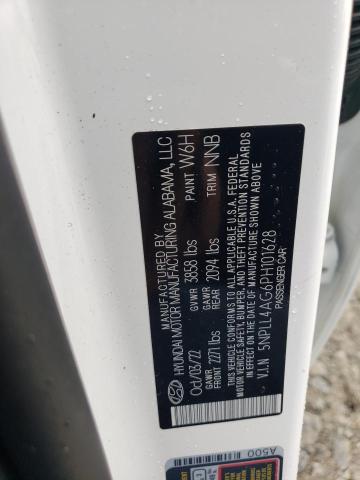 MANUFACTURED BY
HYUNDAI MOTOR MANUFACTURING ALABAMA, LLC
Oct/03/22 GVWR 3858 lbs PAINT W6H
GAWR FRONT 2271 lbs GAWR REAR 2094 lbs TRIM NNB
THIS VEHICLE CONFORMS TO ALL APPLICABLE U.S.A. FEDERAL
MOTOR VEHICLE SAFETY, BUMPER, AND THEFT PREVENTION STANDARDS
IN EFFECT ON THE DATE OF MANUFACTURE SHOWN ABOVE
V.I.N 5NPLL4AG6PH101628
PASSENGER CAR
A500